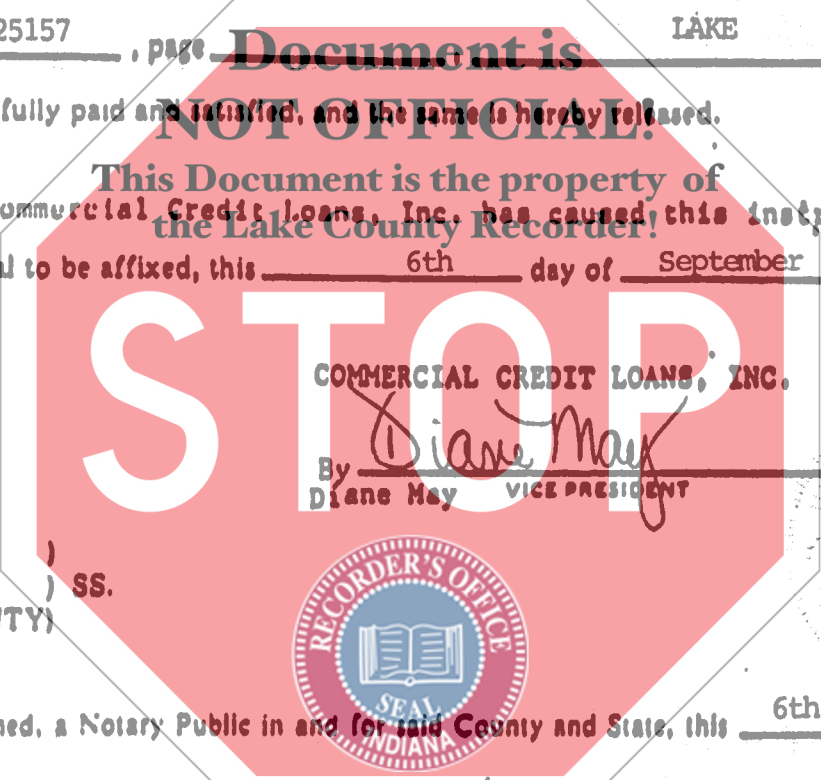 25157 , page LAKE
Document is
fully paid and satisfied, and the same is hereby released.
NOT OFFICIAL!
This Document is the property of
Commercial Credit Loans, Inc. has caused this
the Lake County Recorder!
to be affixed, this 6th day of September
STOP
COMMERCIAL CREDIT LOANS, INC.
Diane May
By
Diane May VICE PRESIDENT
)
) SS.
TY)
RECORDER'S OFFICE
SEAL
INDIANA
a Notary Public in and for said County and State, this 6th